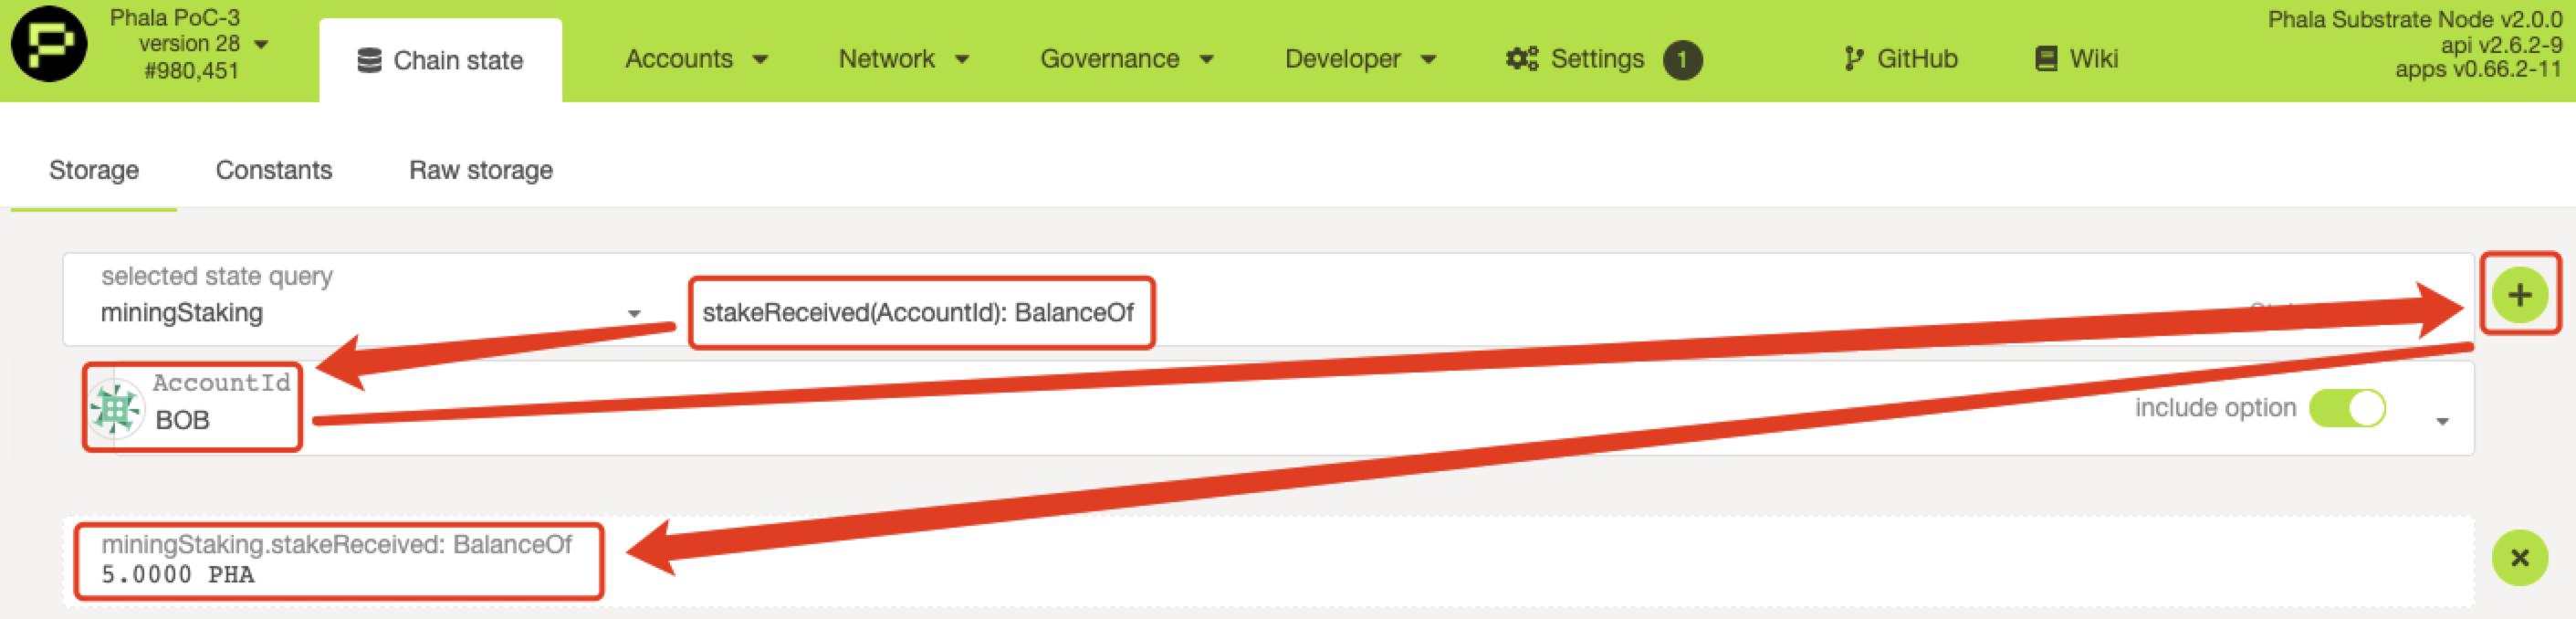 Phala PoC-3
version 28
#980,451
Chain state
Accounts
Network
Governance
Developer
Settings
1
GitHub
Wiki
Phala Substrate Node v2.0.0
api v2.6.2-9
apps v0.66.2-11
Storage
Constants
Raw storage
selected state query
miningStaking
stakeReceived(AccountId): BalanceOf
AccountId
BOB
include option
miningStaking.stakeReceived: BalanceOf
5.0000 PHA